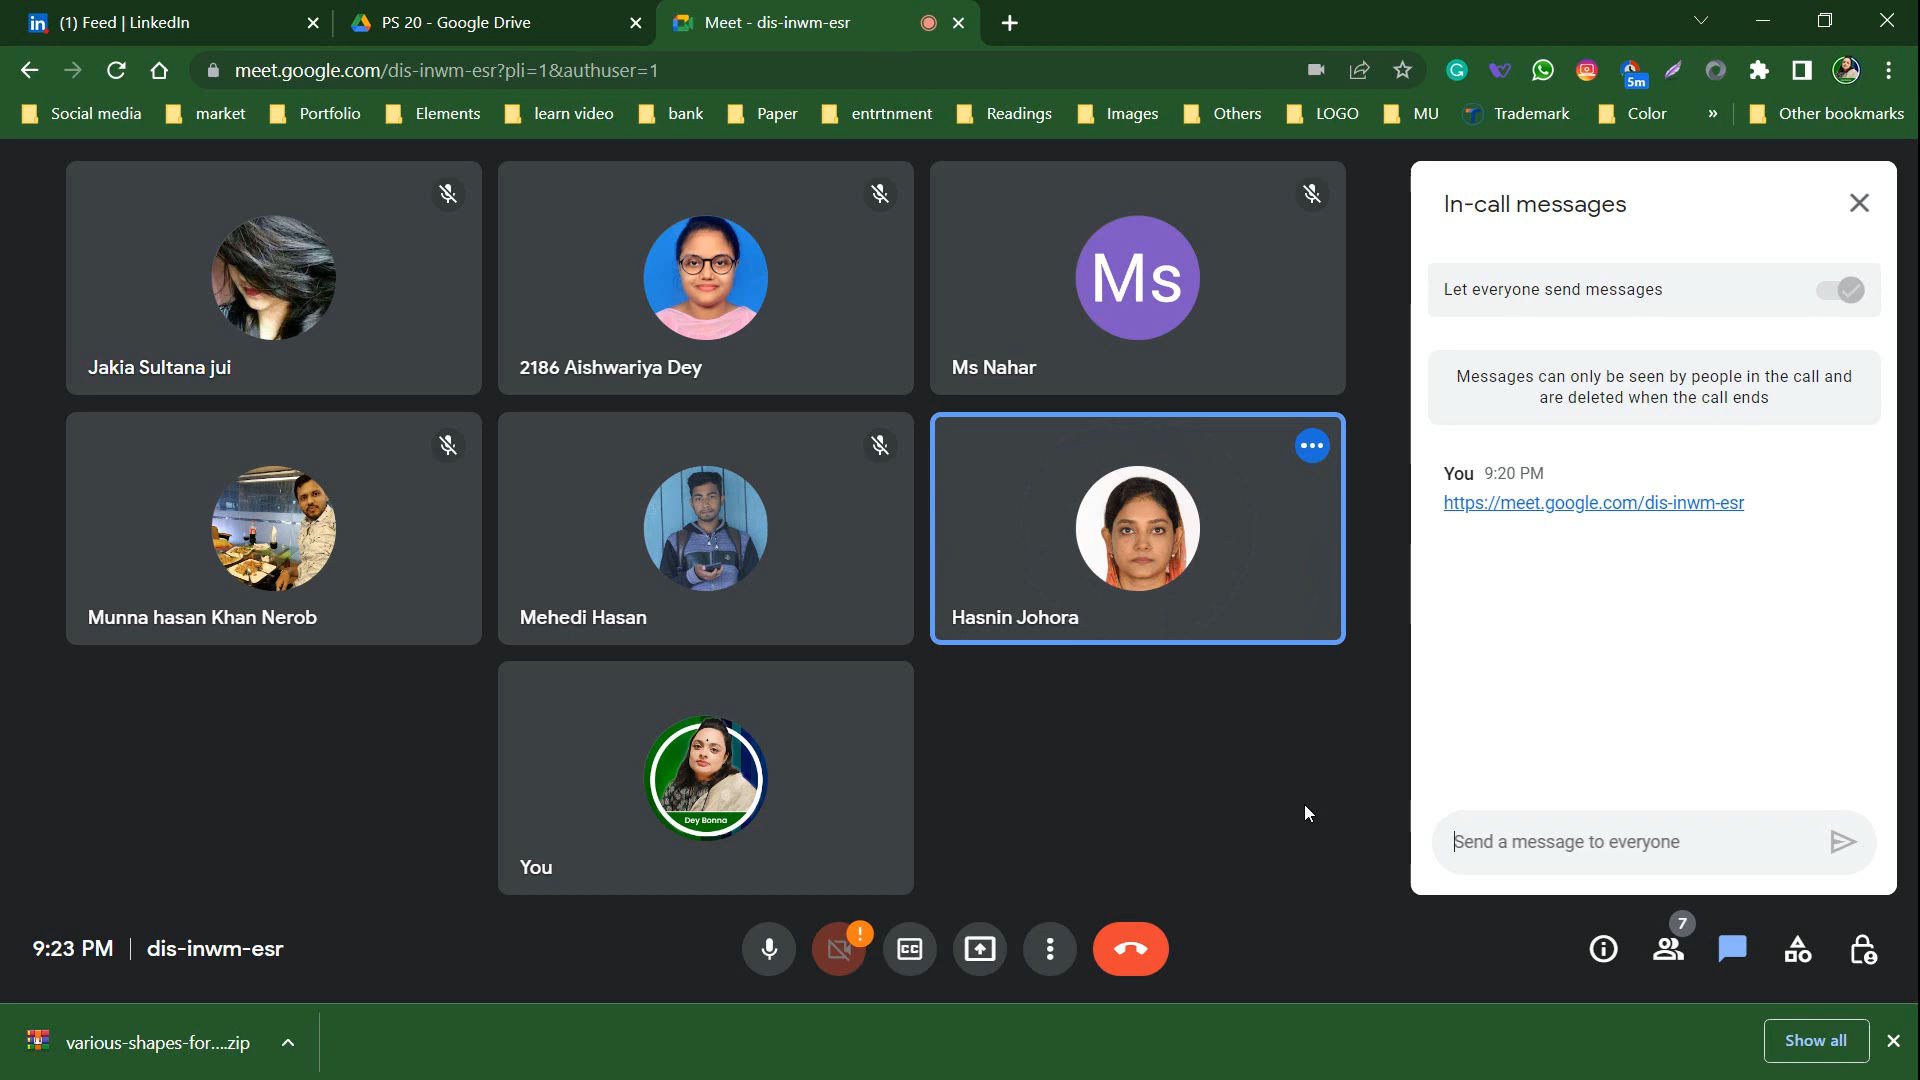 (1) Feed | LinkedIn
PS 20 - Google Drive
Meet - dis-inwm-esr
meet.google.com/dis-inwm-esr?pli=1&authuser=1
5m
Social media
market
Portfolio
Elements
learn video
bank
Paper
entrtnment
Readings
Images
Others
LOGO
MU
Trademark
Color
»
Other bookmarks
Jakia Sultana jui
2186 Aishwariya Dey
Ms
Ms Nahar
Munna hasan Khan Nerob
Mehedi Hasan
Hasnin Johora
Dey Bonna
You
In-call messages
Let everyone send messages
Messages can only be seen by people in the call and
are deleted when the call ends
You 9:20 PM
https://meet.google.com/dis-inwm-esr
Send a message to everyone
9:23 PM | dis-inwm-esr
!
CC
7
various-shapes-for....zip
Show all